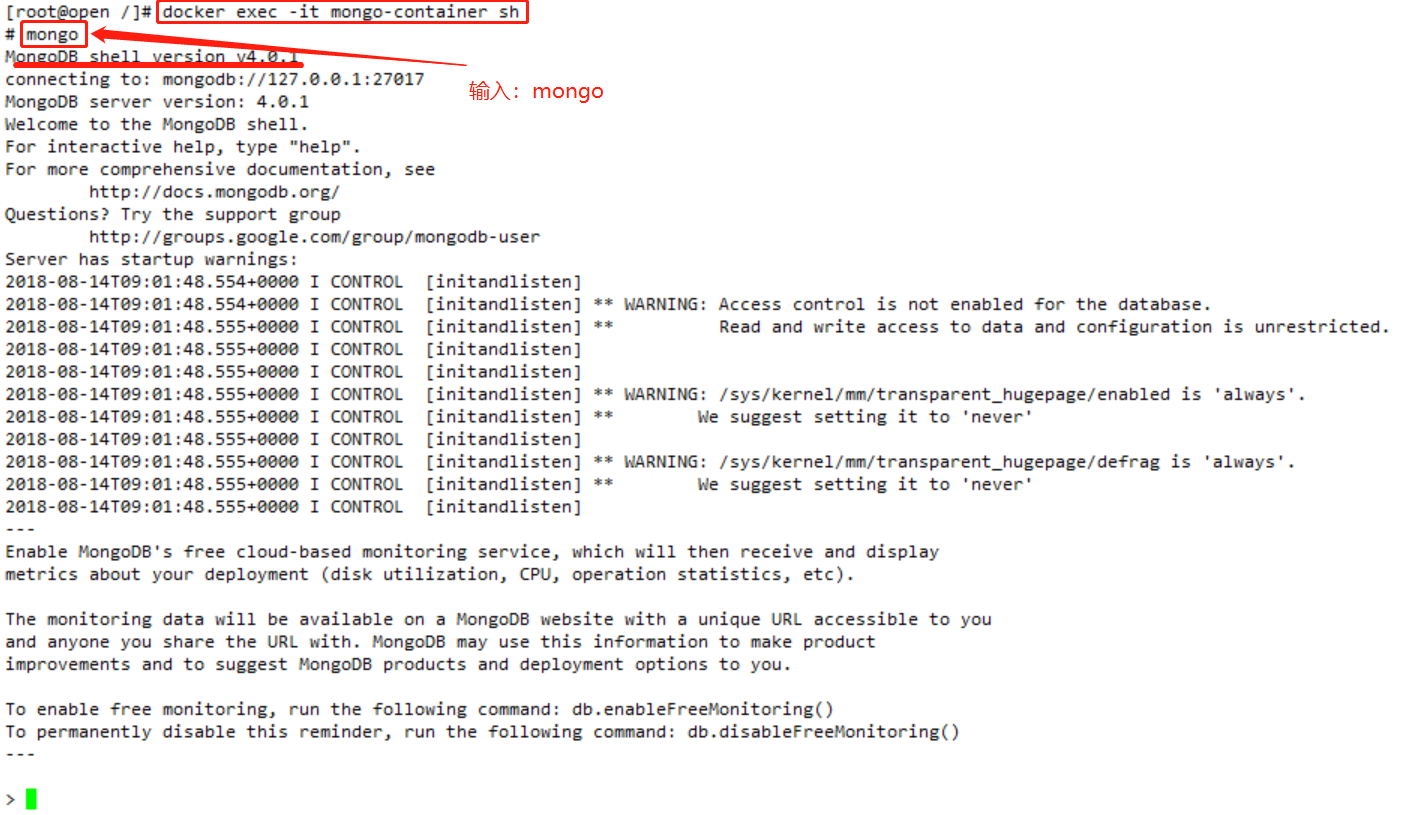 [root@open /]# docker exec -it mongo-container sh
# mongo
MongoDB shell version v4.0.1
connecting to: mongodb://127.0.0.1:27017
输入：mongo
MongoDB server version: 4.0.1
Welcome to the MongoDB shell.
For interactive help, type "help".
For more comprehensive documentation, see
        http://docs.mongodb.org/
Questions? Try the support group
        http://groups.google.com/group/mongodb-user
Server has startup warnings:
2018-08-14T09:01:48.554+0000 I CONTROL  [initandlisten]
2018-08-14T09:01:48.554+0000 I CONTROL  [initandlisten] ** WARNING: Access control is not enabled for the database.
2018-08-14T09:01:48.555+0000 I CONTROL  [initandlisten] **          Read and write access to data and configuration is unrestricted.
2018-08-14T09:01:48.555+0000 I CONTROL  [initandlisten]
2018-08-14T09:01:48.555+0000 I CONTROL  [initandlisten]
2018-08-14T09:01:48.555+0000 I CONTROL  [initandlisten] ** WARNING: /sys/kernel/mm/transparent_hugepage/enabled is 'always'.
2018-08-14T09:01:48.555+0000 I CONTROL  [initandlisten] **        We suggest setting it to 'never'
2018-08-14T09:01:48.555+0000 I CONTROL  [initandlisten]
2018-08-14T09:01:48.555+0000 I CONTROL  [initandlisten] ** WARNING: /sys/kernel/mm/transparent_hugepage/defrag is 'always'.
2018-08-14T09:01:48.555+0000 I CONTROL  [initandlisten] **        We suggest setting it to 'never'
2018-08-14T09:01:48.555+0000 I CONTROL  [initandlisten]
---
Enable MongoDB's free cloud-based monitoring service, which will then receive and display
metrics about your deployment (disk utilization, CPU, operation statistics, etc).
The monitoring data will be available on a MongoDB website with a unique URL accessible to you
and anyone you share the URL with. MongoDB may use this information to make product
improvements and to suggest MongoDB products and deployment options to you.
To enable free monitoring, run the following command: db.enableFreeMonitoring()
To permanently disable this reminder, run the following command: db.disableFreeMonitoring()
---
>